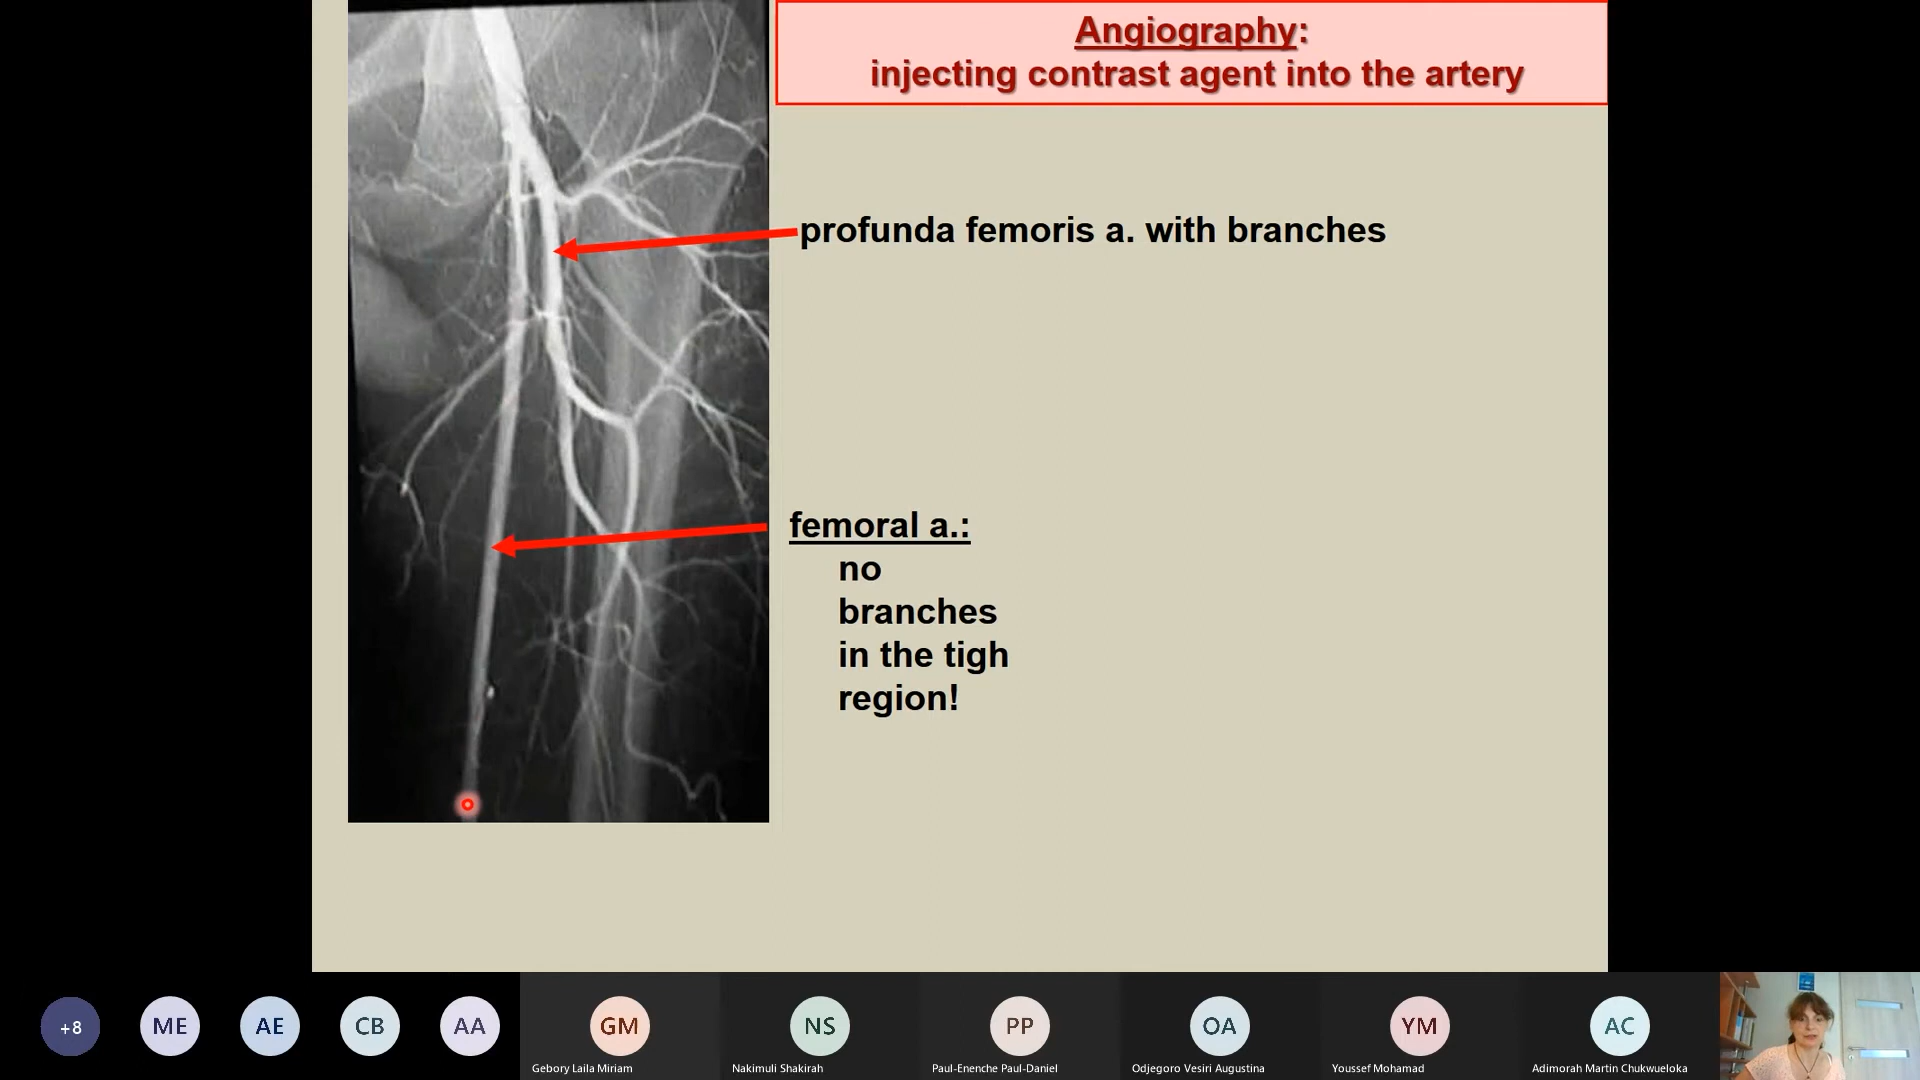 Angiography:
injecting contrast agent into the artery
profunda femoris a. with branches
femoral a.:
no
branches
in the tigh
region!
+8
ME
AE
CB
AA
GM
NS
PP
OA
YM
AC
Gebory Laila Miriam
Nakimuli Shakirah
Paul-Enenche Paul-Daniel
Odjegoro Vesiri Augustina
Youssef Mohamad
Adimorah Martin Chukwueloka